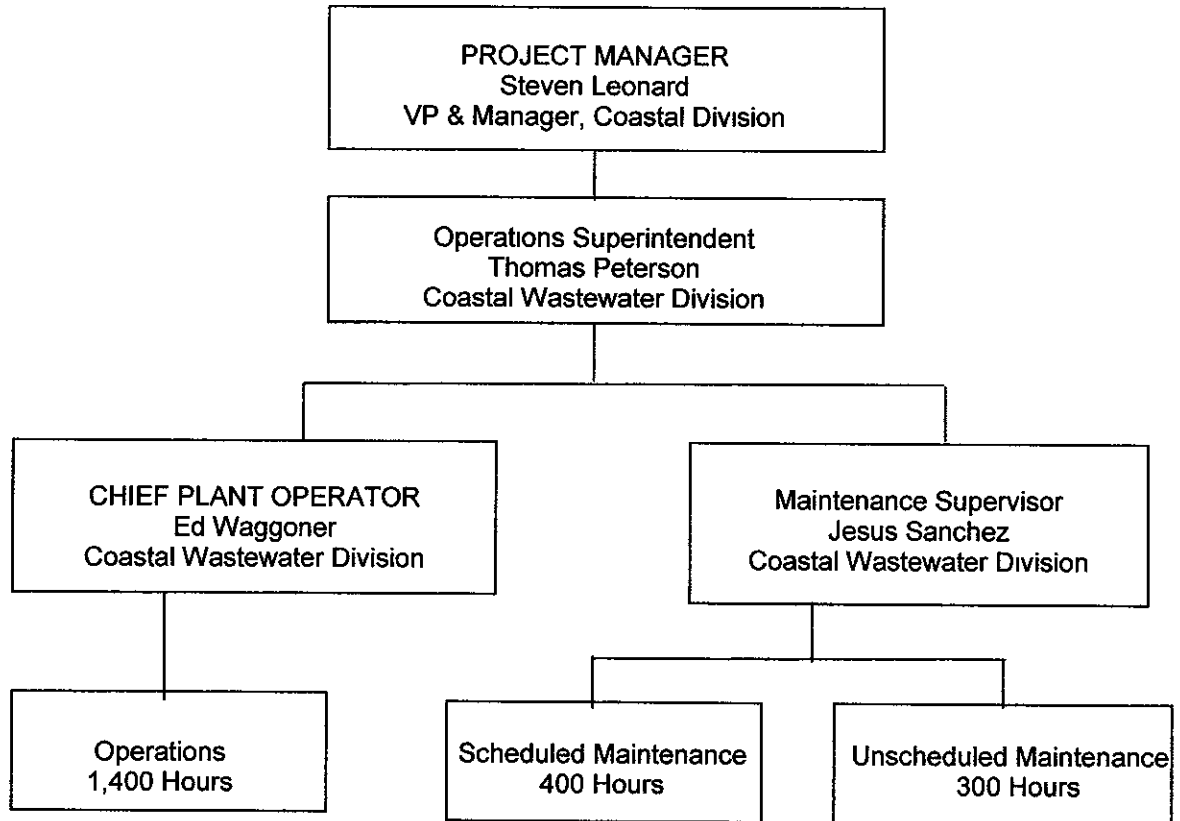 PROJECT MANAGER
Steven Leonard
VP & Manager, Coastal Division
Operations Superintendent
Thomas Peterson
Coastal Wastewater Division
CHIEF PLANT OPERATOR
Ed Waggoner
Coastal Wastewater Division
Maintenance Supervisor
Jesus Sanchez
Coastal Wastewater Division
Operations
1,400 Hours
Scheduled Maintenance
400 Hours
Unscheduled Maintenance
300 Hours